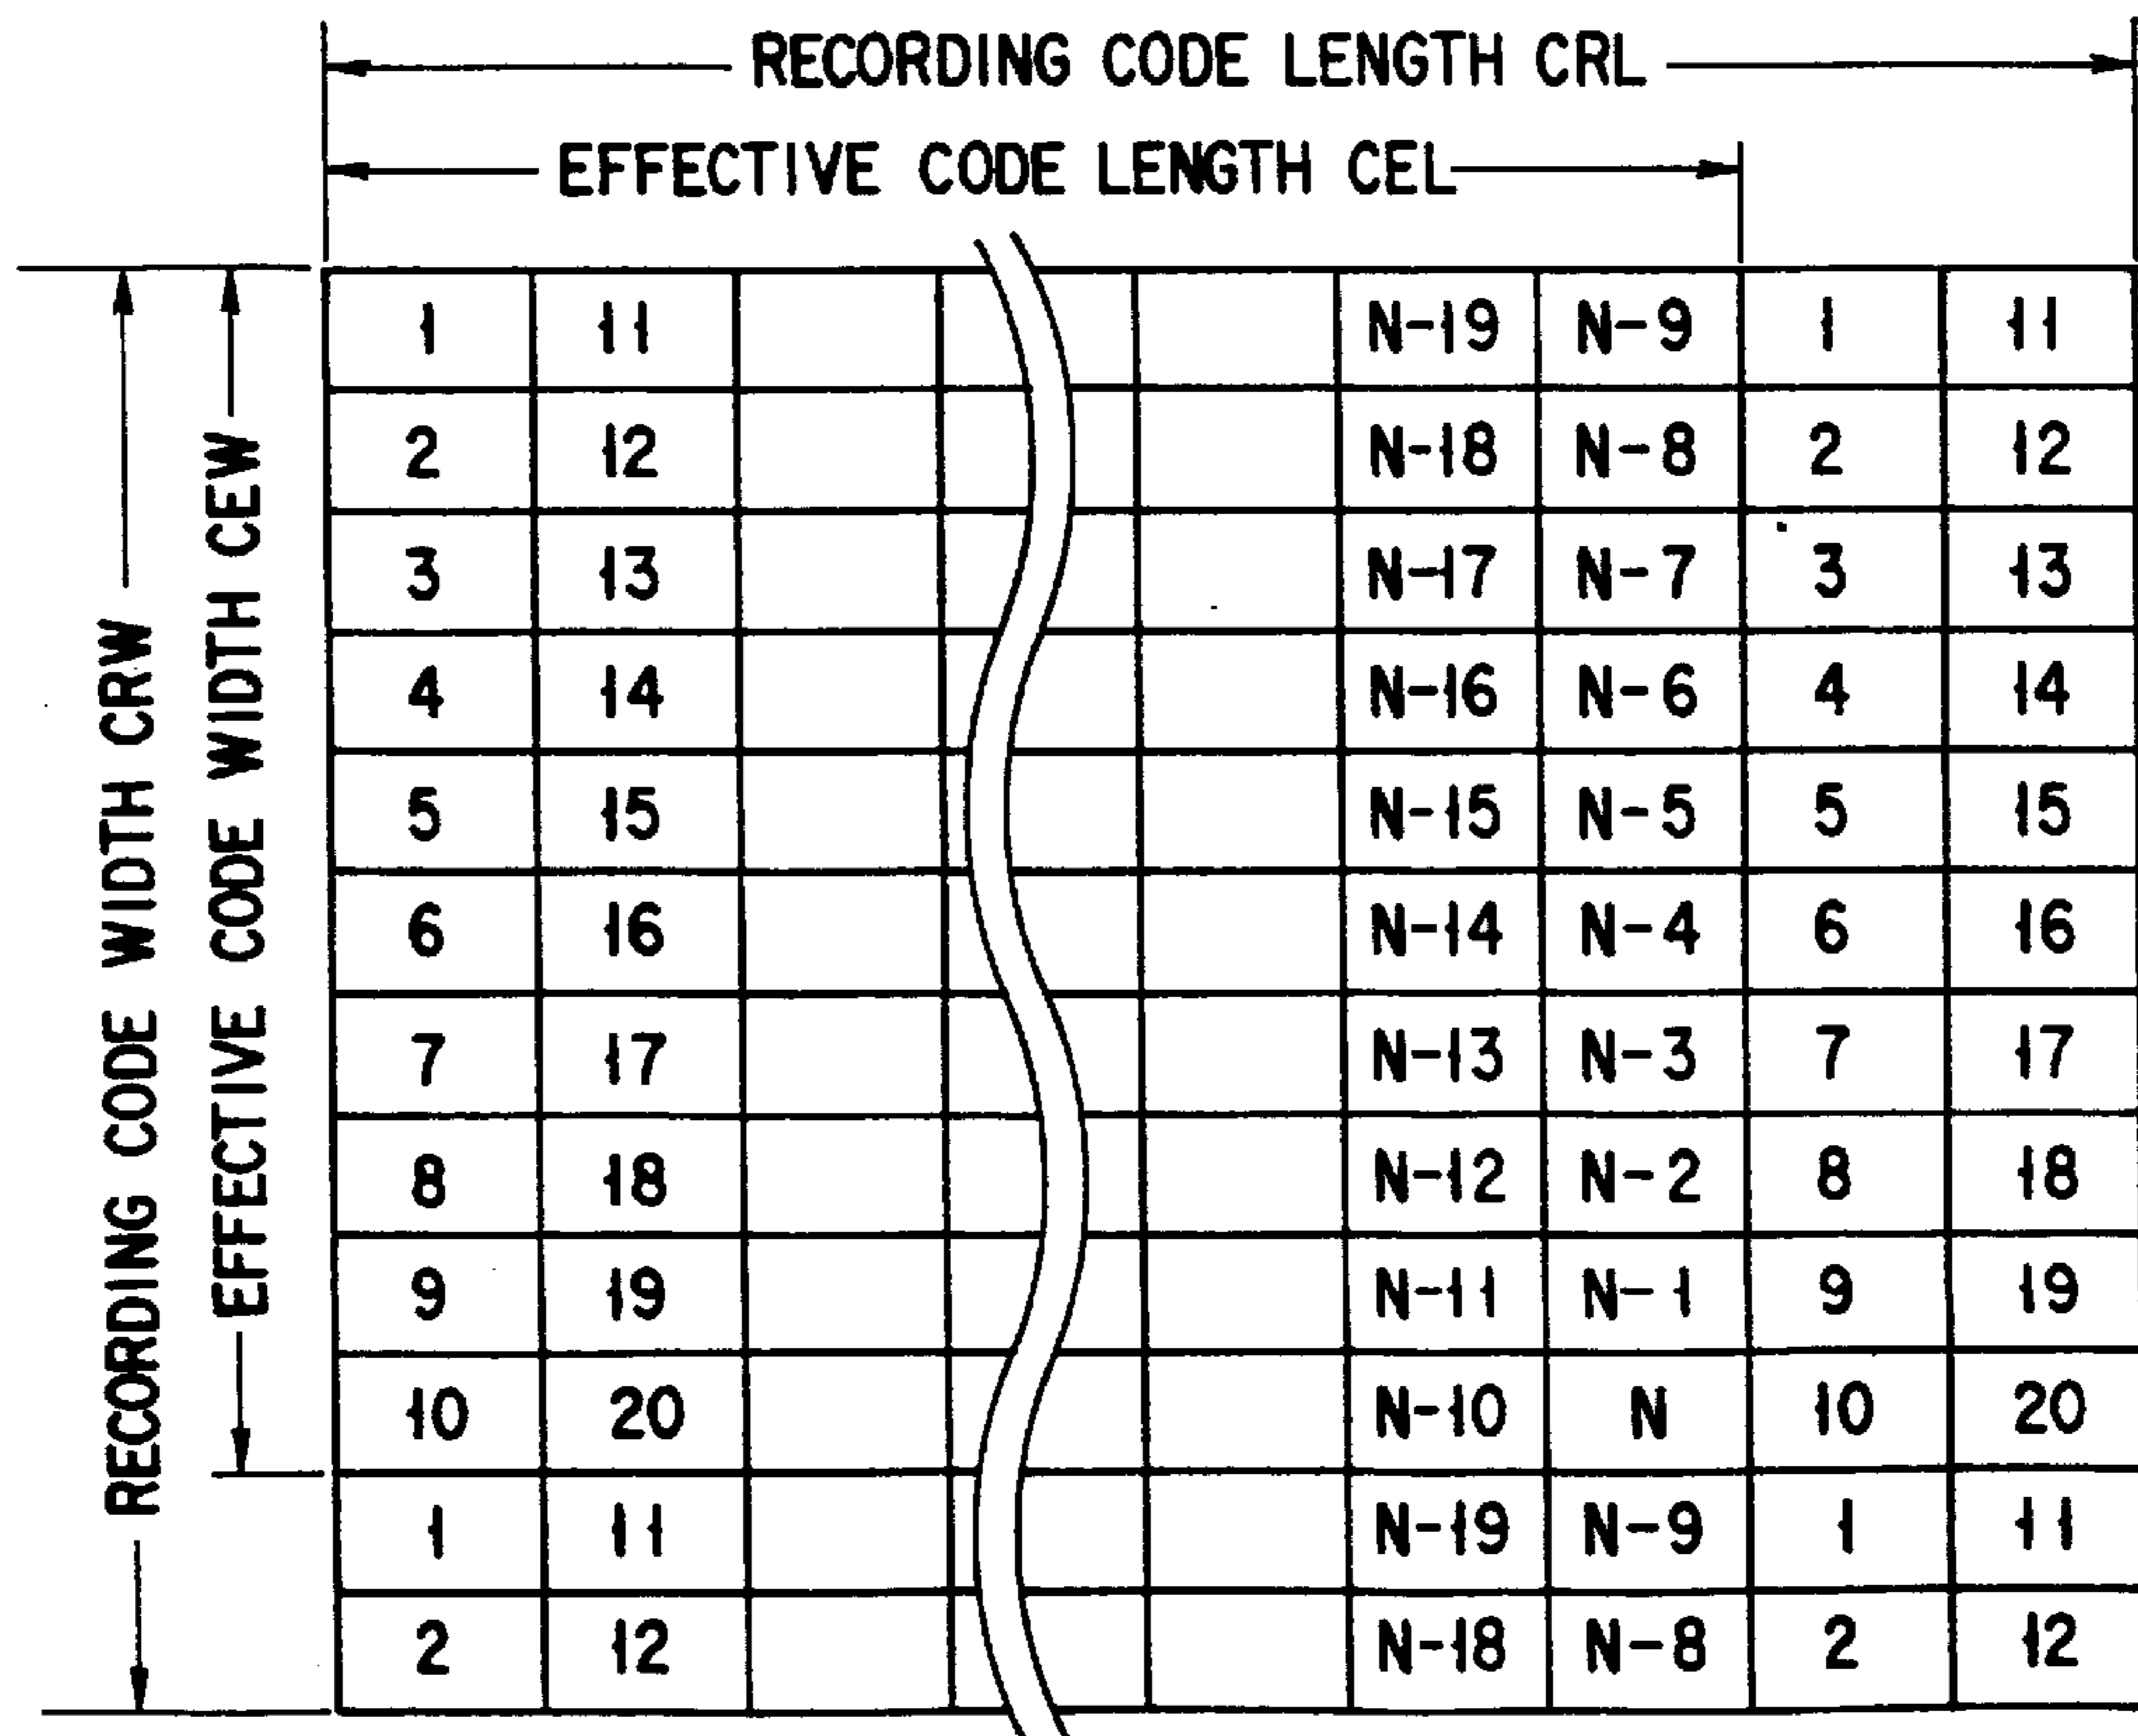 RECORDING CODE LENGTH CRL
EFFECTIVE CODE LENGTH CEL
RECORDING CODE WIDTH CRW
EFFECTIVE CODE WIDTH CEW
1 11 N-19 N-9 1 11
2 12 N-18 N-8 2 12
3 13 N-17 N-7 3 13
4 14 N-16 N-6 4 14
5 15 N-15 N-5 5 15
6 16 N-14 N-4 6 16
7 17 N-13 N-3 7 17
8 18 N-12 N-2 8 18
9 19 N-11 N-1 9 19
10 20 N-10 N 10 20
1 11 N-19 N-9 1 11
2 12 N-18 N-8 2 12